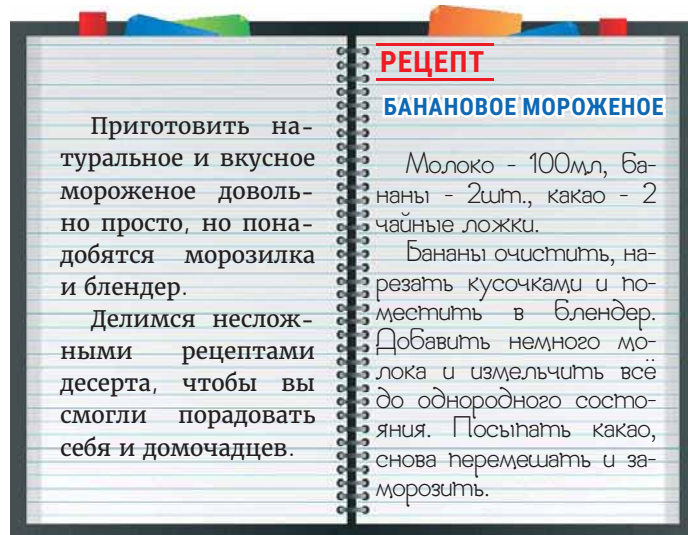 Приготовить на-
туральное и вкусное
мороженое доволь-
но просто, но пона-
добятся морозилка
и блендер.
Делимся неслож-
ными рецептами
десерта, чтобы вы
смогли порадовать
себя и домочадцев.
РЕЦЕПТ
БАНАНОВОЕ МОРОЖЕНОЕ
Молоко - 100мл, ба-
наны - 2шт., какао - 2
чайные ложки.
Бананы очистить, на-
резать кусочками и по-
местить в блендер.
Добавить немного мо-
лока и измельчить всё
до однородного состо-
яния. Посыпать какао,
снова перемешать и за-
морозить.